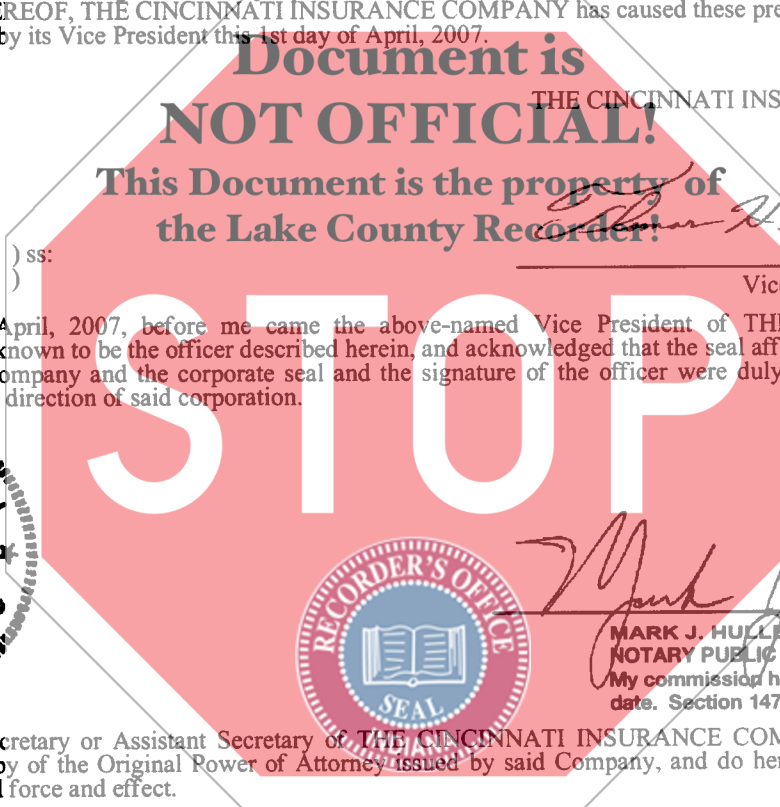 EREOF, THE CINCINNATI INSURANCE COMPANY has caused these pre
by its Vice President this 1st day of April, 2007.
Document is
NOT OFFICIAL!
THE CINCINNATI INS
This Document is the property of
the Lake County Recorder!
) ss:
)
Vic
STOP
April, 2007, before me came the above-named Vice President of TH
known to be the officer described herein, and acknowledged that the seal aff
ompany and the corporate seal and the signature of the officer were duly
direction of said corporation.
RECORDER'S OFFICE
SEAL
INDIANA
Mark J
MARK J. HULL
NOTARY PUBLIC
My commission h
date. Section 147
cretary or Assistant Secretary of THE CINCINNATI INSURANCE COM
py of the Original Power of Attorney issued by said Company, and do her
force and effect.